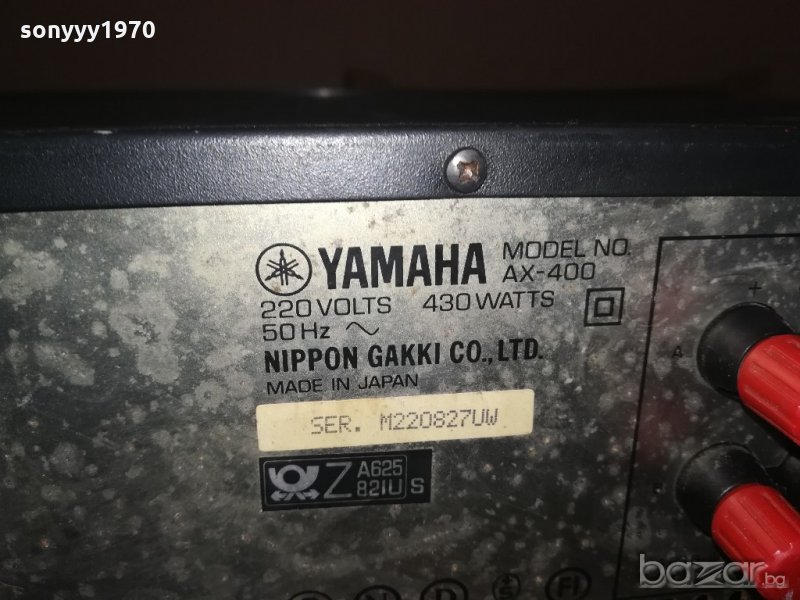 sonyyy1970
YAMAHA MODEL NO.
AX-400
220 VOLTS 430 WATTS
50 Hz
NIPPON GAKKI CO., LTD.
MADE IN JAPAN
SER. M220827UW
Z A625
821U S
+
A
N D FI
bazar.bg